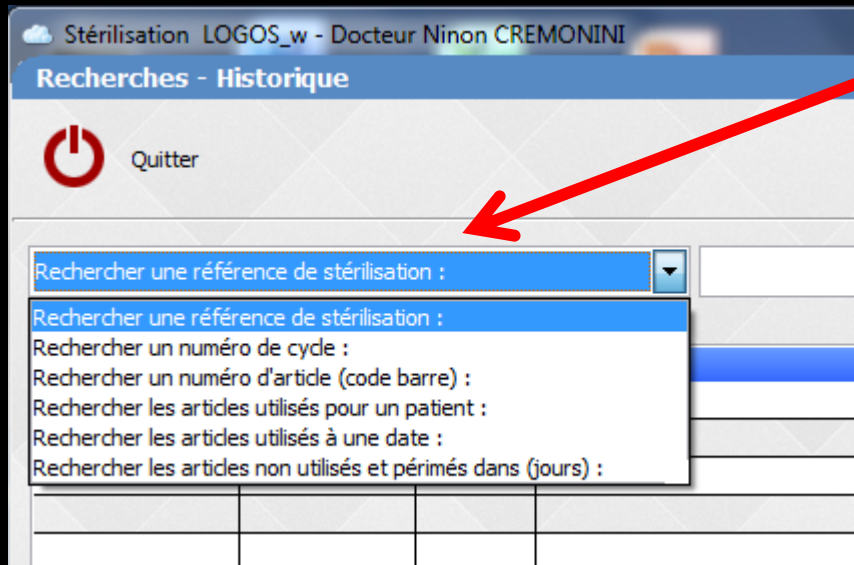 Stérilisation LOGOS_w - Docteur Ninon CREMONINI
Recherches - Historique
Quitter
Rechercher une référence de stérilisation :
Rechercher une référence de stérilisation :
Rechercher un numéro de cycle :
Rechercher un numéro d'article (code barre) :
Rechercher les articles utilisés pour un patient :
Rechercher les articles utilisés à une date :
Rechercher les articles non utilisés et périmés dans (jours) :